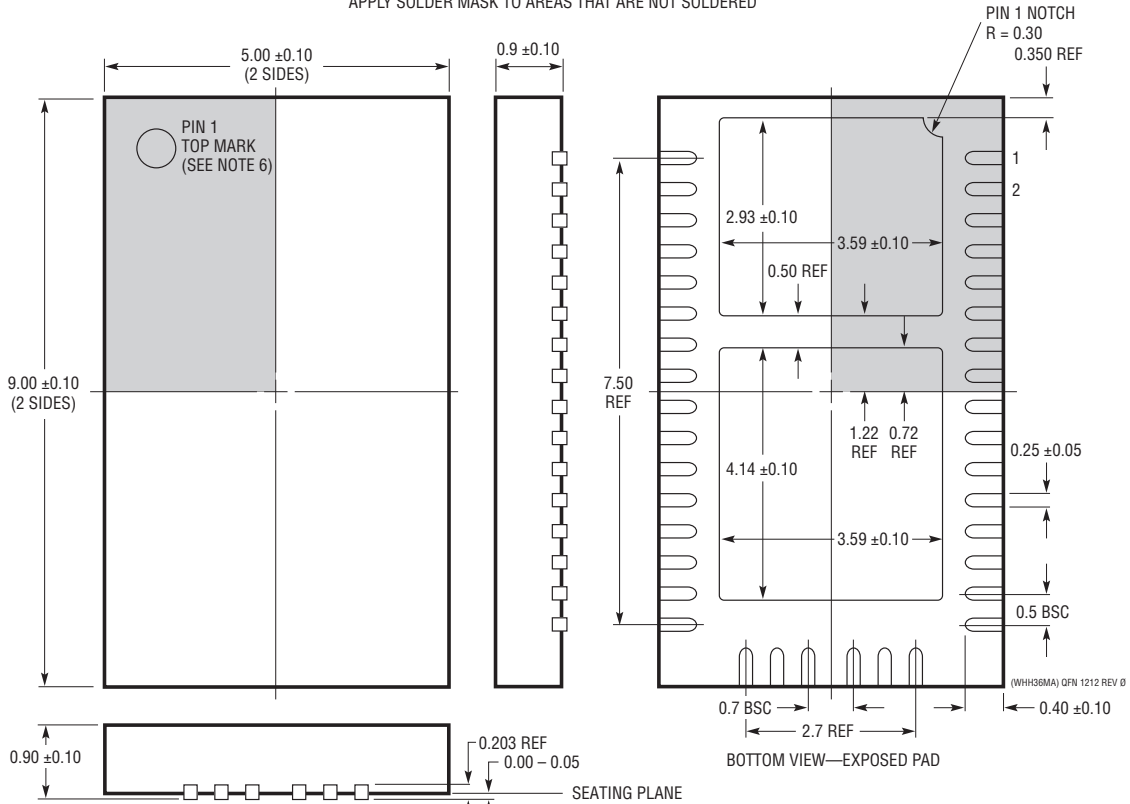 APPLY SOLDER MASK TO AREAS THAT ARE NOT SOLDERED
5.00 ±0.10
(2 SIDES)
0.9 ±0.10
PIN 1 NOTCH
R = 0.30
0.350 REF
PIN 1
TOP MARK
(SEE NOTE 6)
1
2
2.93 ±0.10
3.59 ±0.10
0.50 REF
9.00 ±0.10
(2 SIDES)
7.50
REF
1.22
REF
0.72
REF
0.25 ±0.05
4.14 ±0.10
3.59 ±0.10
0.5 BSC
(WHH36MA) QFN 1212 REV Ø
0.7 BSC
0.40 ±0.10
2.7 REF
BOTTOM VIEW—EXPOSED PAD
0.90 ±0.10
0.203 REF
0.00 – 0.05
SEATING PLANE